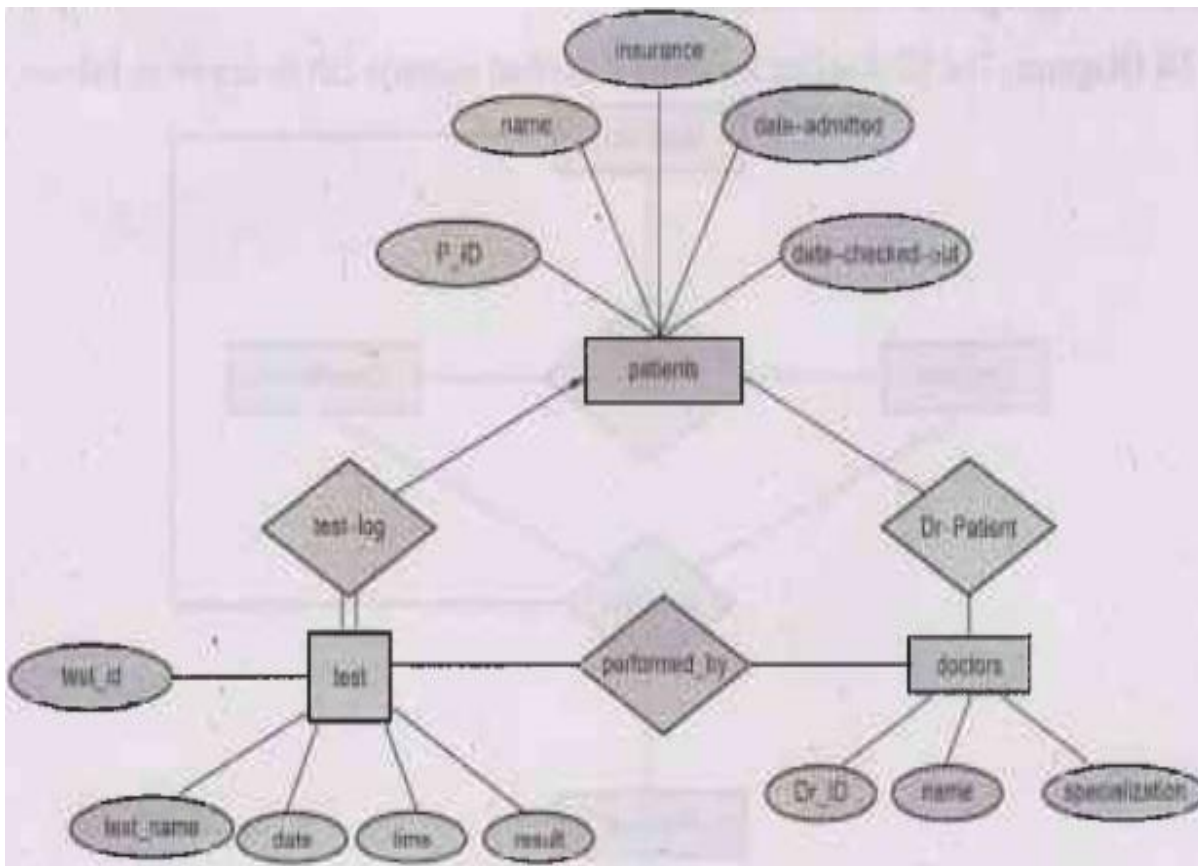 insurance
name
date-admitted
P_ID
date-checked-
patients
test-log
Dr-Patient
test_id
test
performed_by
doctors
test_name
date
time
result
Dr_ID
name
specialization